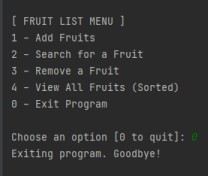 [ FRUIT LIST MENU ]
1 – Add Fruits
2 – Search for a Fruit
3 – Remove a Fruit
4 – View All Fruits (Sorted)
0 – Exit Program
Choose an option [0 to quit]: 0
Exiting program. Goodbye!